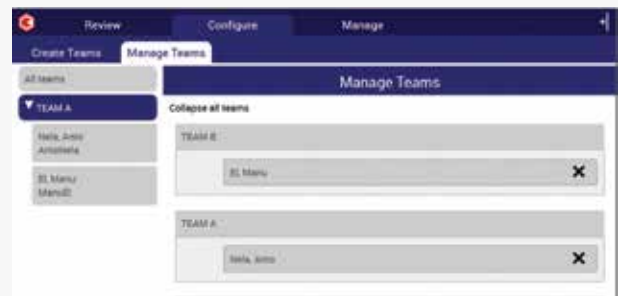 Review Configure Manage
Create Teams Manage Teams
All teams
Manage Teams
TEAM A
Collapse all teams
Nela, Anto
Antonela
TEAM B
El, Manu
El, Manu
ManuEl
TEAM A
Nela, Anto